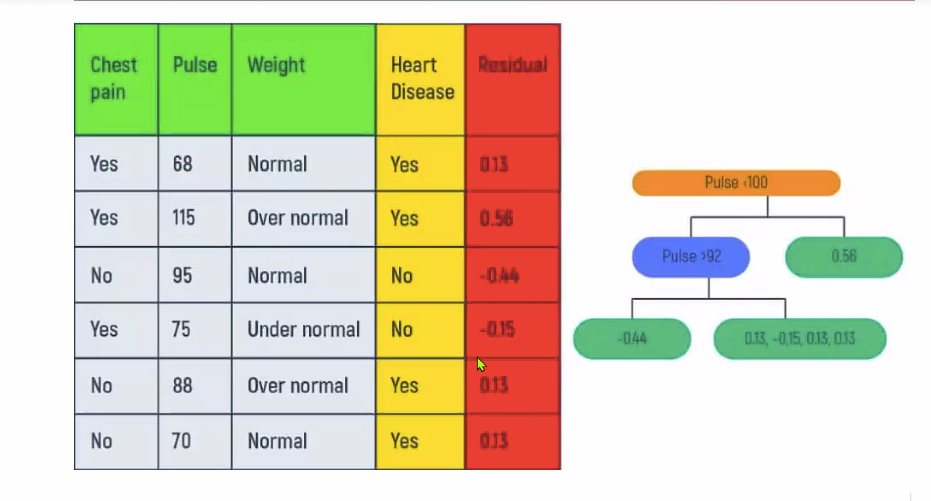 Chest pain Pulse Weight Heart Disease Residual
Yes 68 Normal Yes 0.13
Yes 115 Over normal Yes 0.56
No 95 Normal No -0.44
Yes 75 Under normal No -0.15
No 88 Over normal Yes 0.13
No 70 Normal Yes 0.13
Pulse <100
Pulse >92 0.56
-0.44 0.13, -0.15, 0.13, 0.13